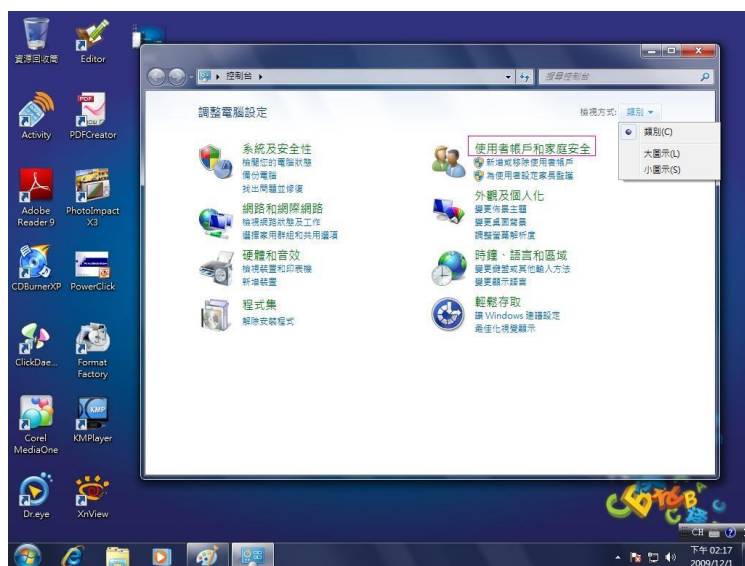 資源回收筒
Editor
Activity
PDFCreator
Adobe
Reader 9
PhotoImpact
X3
CDBurnerXP
PowerClick
ClickDae...
Format
Factory
Corel
MediaOne
KMPlayer
Dr.eye
XnView
控制台
搜尋控制台
調整電腦設定
檢視方式: 類別
類別(C)
大圖示(L)
小圖示(S)
系統及安全性
檢閱您的電腦狀態
備份電腦
找出問題並修復
網路和網際網路
檢視網路狀態及工作
選擇家用群組和共用選項
硬體和音效
檢視裝置和印表機
新增裝置
程式集
解除安裝程式
使用者帳戶和家庭安全
新增或移除使用者帳戶
為使用者設定家長監護
外觀及個人化
變更佈景主題
變更桌面背景
調整螢幕解析度
時鐘、語言和區域
變更鍵盤或其他輸入方法
變更顯示語言
輕鬆存取
讓 Windows 建議設定
最佳化視覺顯示
CH
下午 02:17
2009/12/1